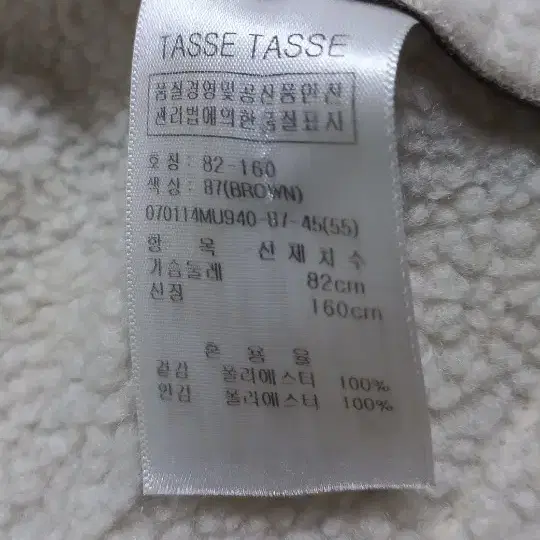 TASSE TASSE
품질경영및공산품안전
관리법에의한 품질표시
호칭: 82-160
색상: 87(BROWN)
070114MU940-87-45(55)
항 목 신체치수
가슴둘레 82cm
신장 160cm
혼 용 율
겉감 폴리에스터 100%
안감 폴리에스터 100%